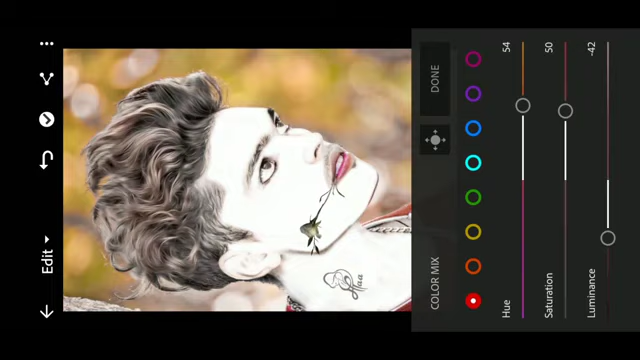 Edit
COLOR MIX
DONE
Hue
54
Saturation
50
Luminance
-42